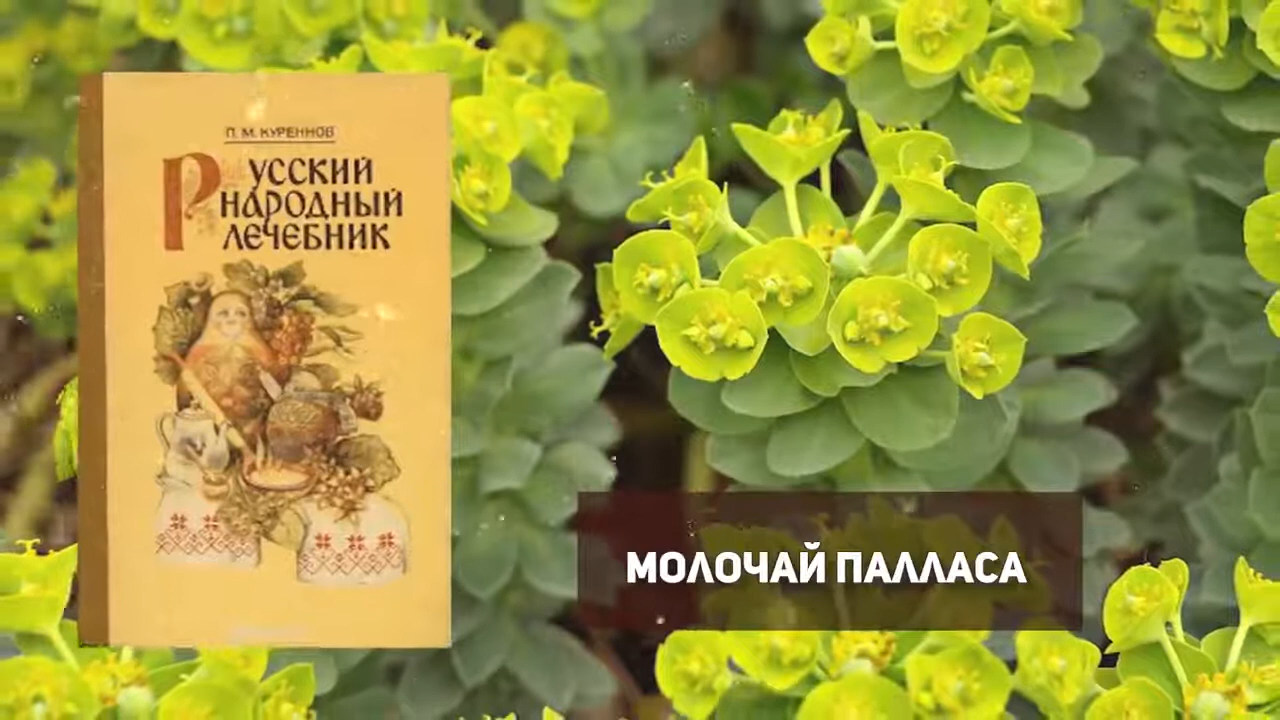 П. М. КУРЕННОВ
РУССКИЙ
НАРОДНЫЙ
ЛЕЧЕБНИК
МОЛОЧАЙ ПАЛЛАСА